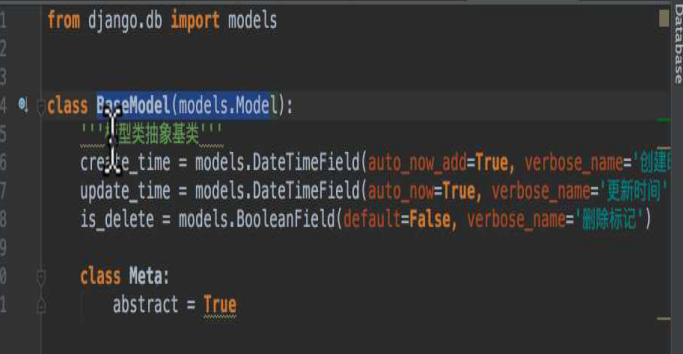 1 from django.db import models
2
3
4 class BaseModel(models.Model):
5 '''模型类抽象基类'''
6 create_time = models.DateTimeField(auto_now_add=True, verbose_name='创建
7 update_time = models.DateTimeField(auto_now=True, verbose_name='更新时间'
8 is_delete = models.BooleanField(default=False, verbose_name='删除标记')
9
0 class Meta:
1 abstract = True
Database